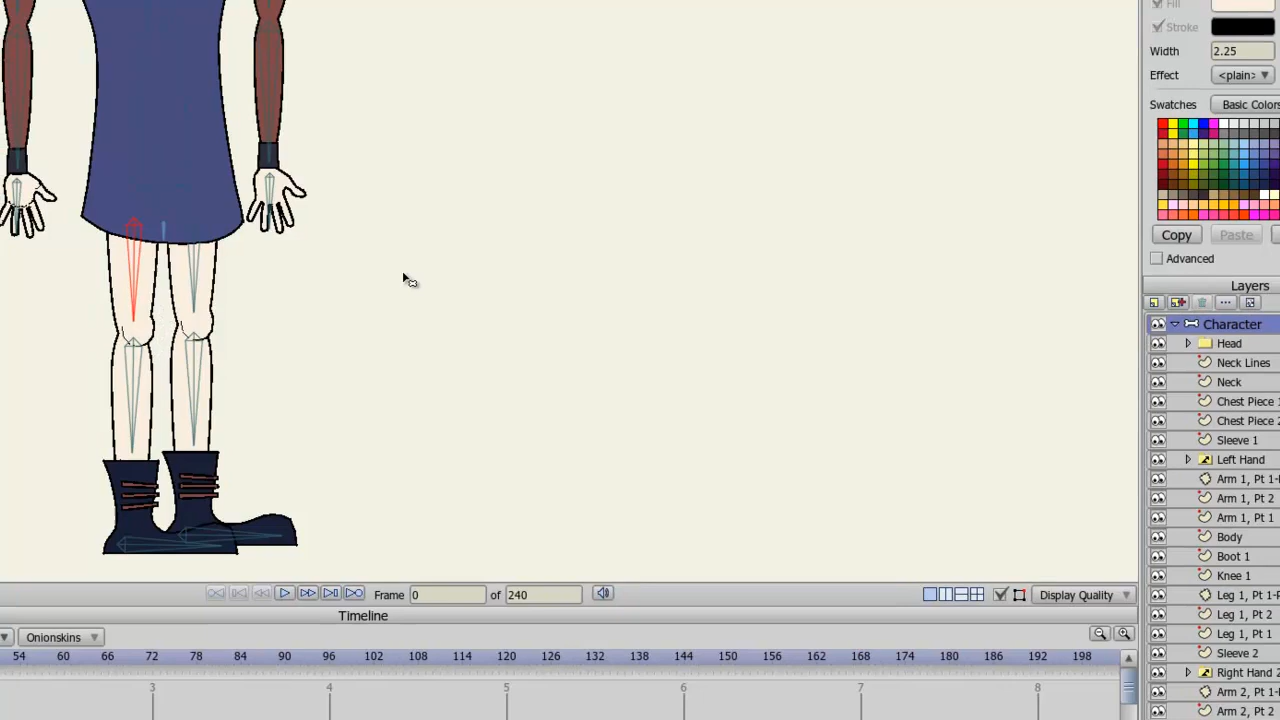 Fill
Stroke
Width 2.25
Effect <plain>
Swatches Basic Colors
Copy Paste
Advanced
Layers
Character
Head
Neck Lines
Neck
Chest Piece 1
Chest Piece 2
Sleeve 1
Left Hand
Arm 1, Pt 1-
Arm 1, Pt 2
Arm 1, Pt 1
Body
Boot 1
Knee 1
Leg 1, Pt 1-
Leg 1, Pt 2
Leg 1, Pt 1
Sleeve 2
Right Hand 2
Arm 2, Pt 1-
Arm 2, Pt 2
Frame 0 of 240 Display Quality
Timeline
Onionskins
54 60 66 72 78 84 90 96 102 108 114 120 126 132 138 144 150 156 162 168 174 180 186 192 198
3 4 5 6 7 8